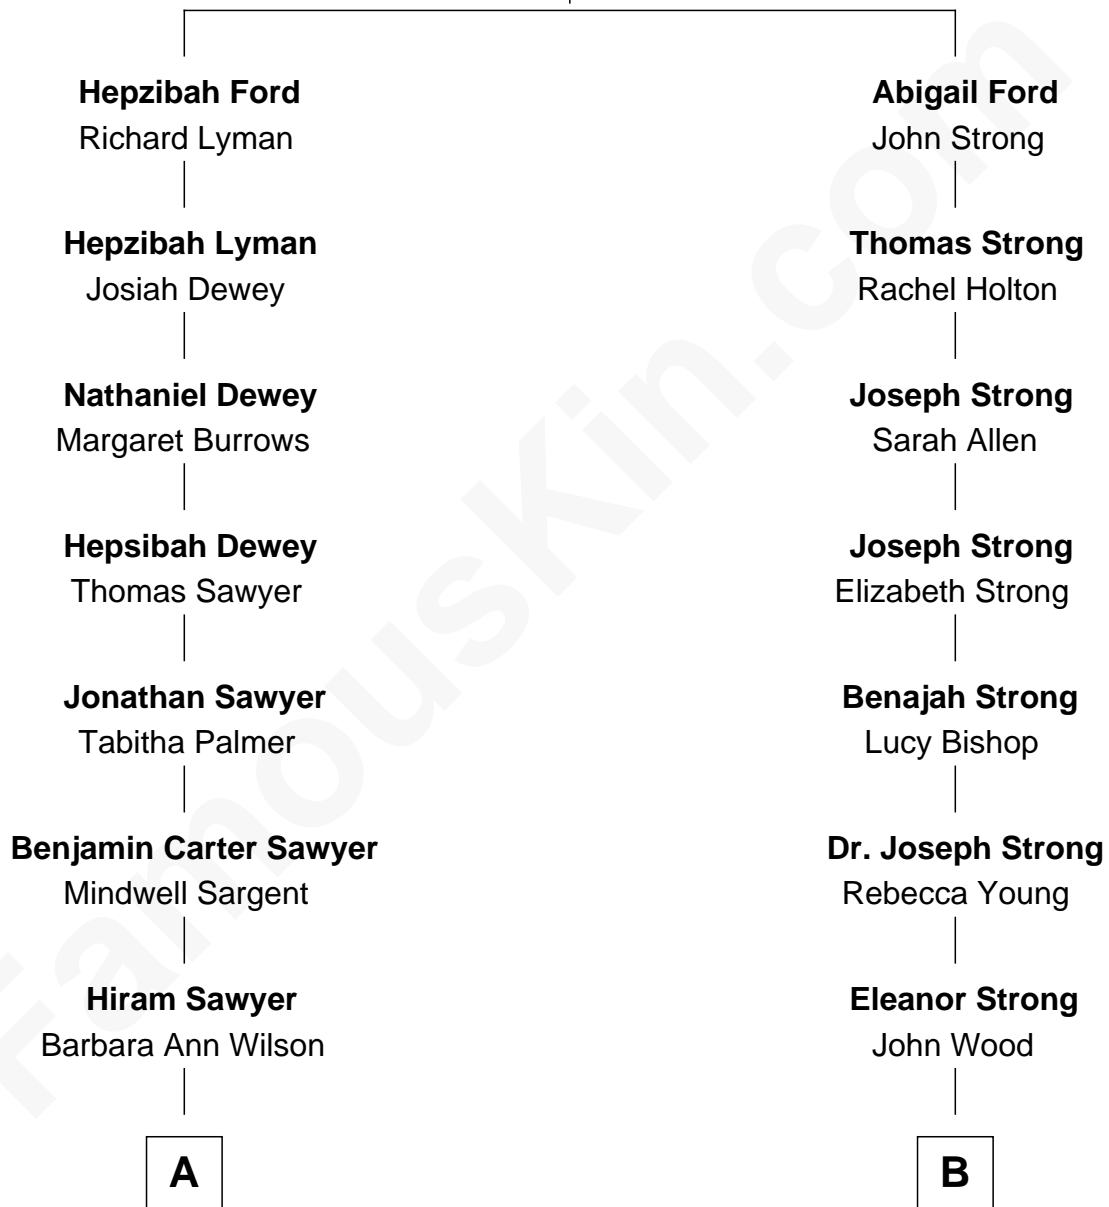 Hepzibah Ford
Richard Lyman
Hepzibah Lyman
Josiah Dewey
Nathaniel Dewey
Margaret Burrows
Hepsibah Dewey
Thomas Sawyer
Jonathan Sawyer
Tabitha Palmer
Benjamin Carter Sawyer
Mindwell Sargent
Hiram Sawyer
Barbara Ann Wilson
A
Abigail Ford
John Strong
Thomas Strong
Rachel Holton
Joseph Strong
Sarah Allen
Joseph Strong
Elizabeth Strong
Benajah Strong
Lucy Bishop
Dr. Joseph Strong
Rebecca Young
Eleanor Strong
John Wood
B
FamousKin.com